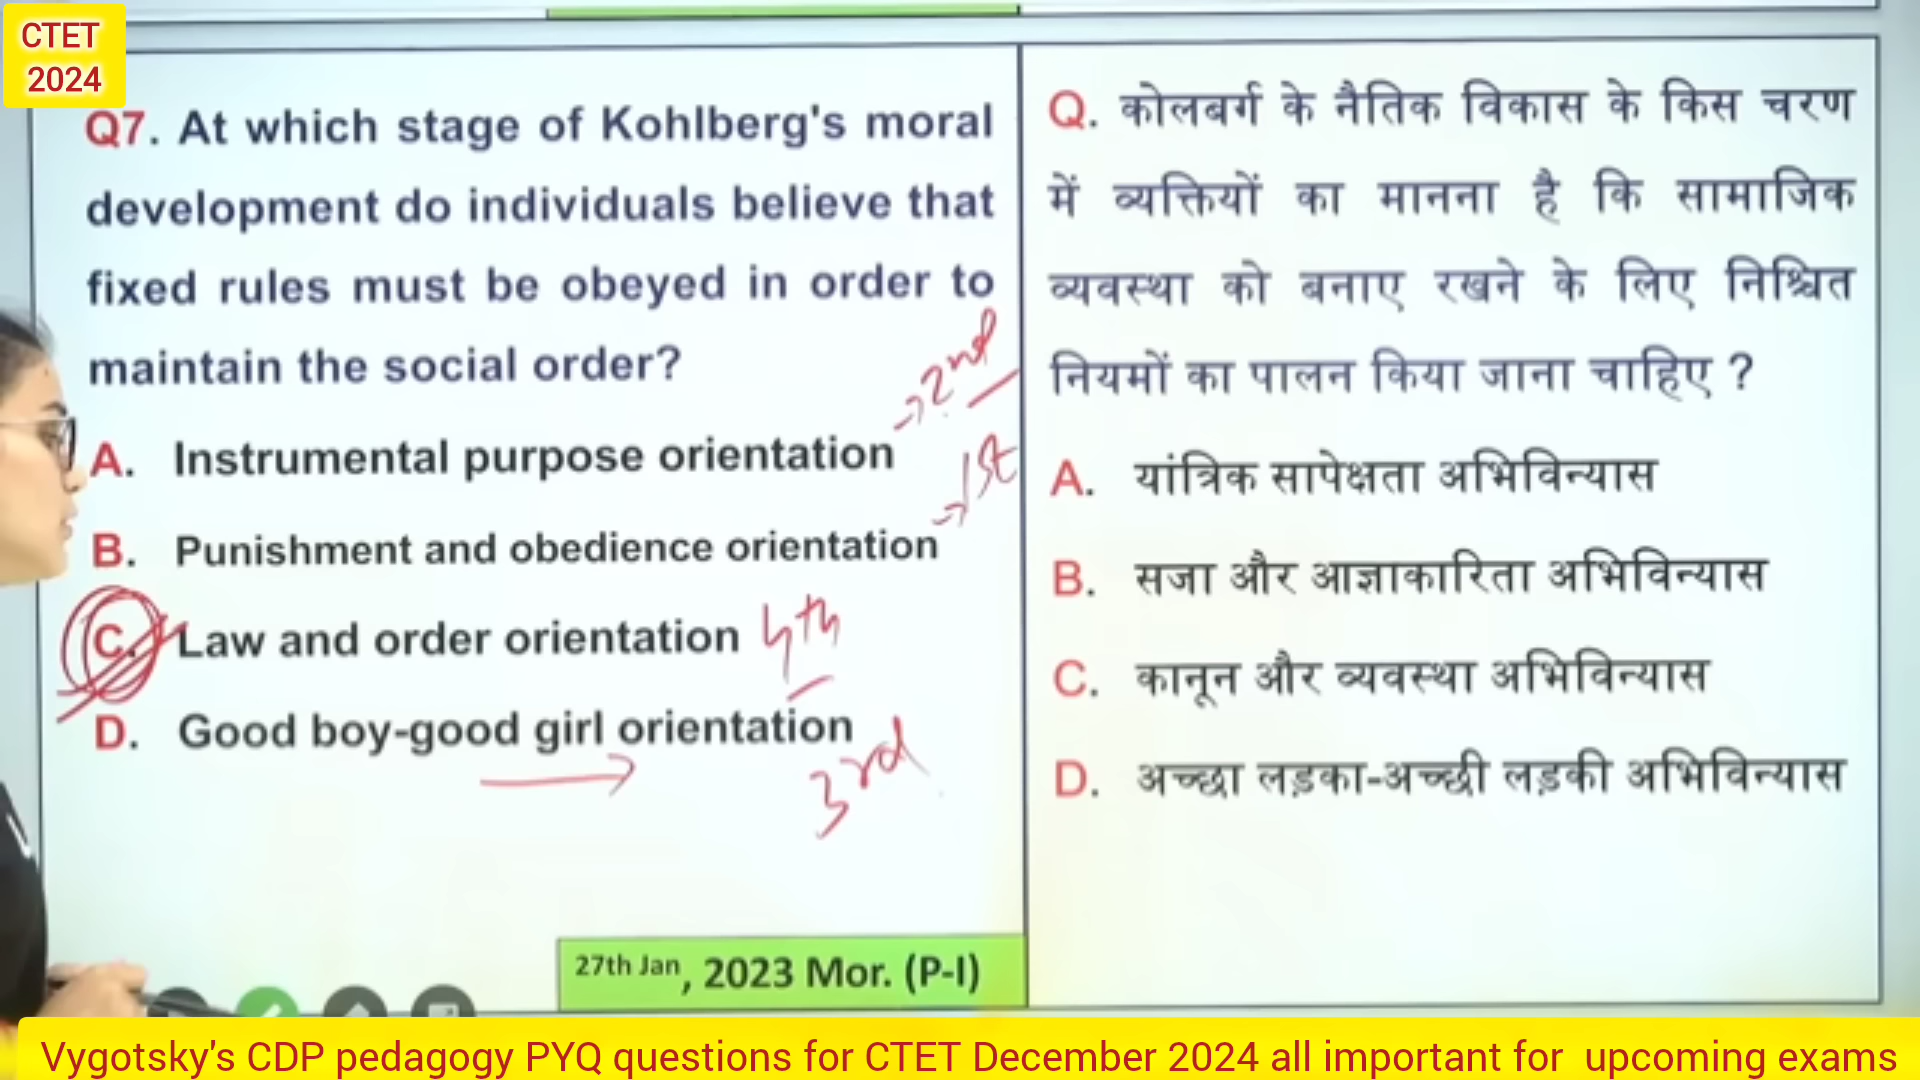 CTET
2024
Q7. At which stage of Kohlberg's moral
development do individuals believe that
fixed rules must be obeyed in order to
maintain the social order?
A. Instrumental purpose orientation →2nd
B. Punishment and obedience orientation →1st
C. Law and order orientation 4th
D. Good boy-good girl orientation
3rd
27th Jan, 2023 Mor. (P-I)
Q. कोलबर्ग के नैतिक विकास के किस चरण
में व्यक्तियों का मानना है कि सामाजिक
व्यवस्था को बनाए रखने के लिए निश्चित
नियमों का पालन किया जाना चाहिए ?
A. यांत्रिक सापेक्षता अभिविन्यास
B. सजा और आज्ञाकारिता अभिविन्यास
C. कानून और व्यवस्था अभिविन्यास
D. अच्छा लड़का-अच्छी लड़की अभिविन्यास
Vygotsky's CDP pedagogy PYQ questions for CTET December 2024 all important for upcoming exams